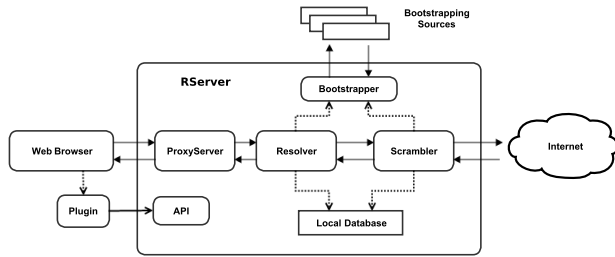 Bootstrapping
Sources
RServer
Bootstrapper
Web Browser
ProxyServer
Resolver
Scrambler
Internet
Plugin
API
Local Database